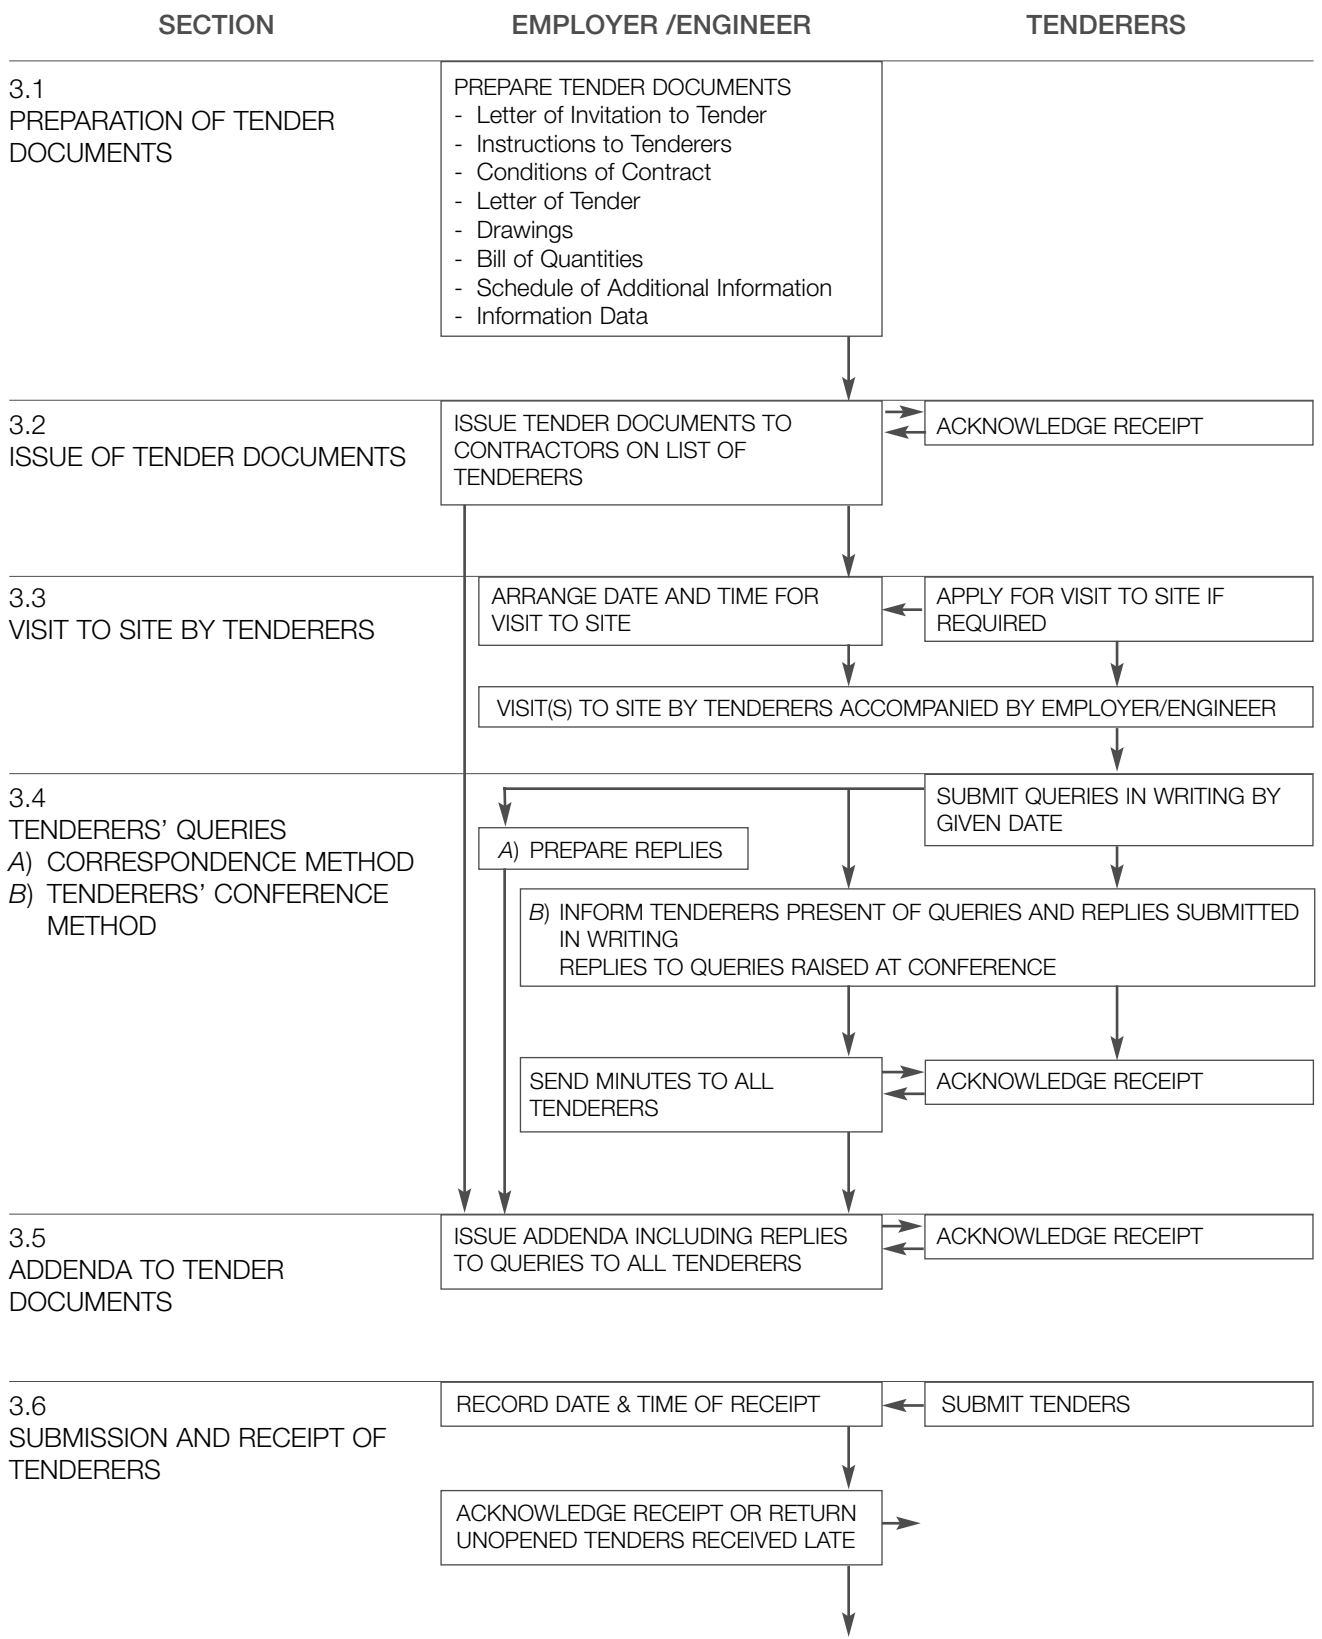 SECTION
EMPLOYER /ENGINEER
TENDERERS
3.1
PREPARATION OF TENDER
DOCUMENTS
PREPARE TENDER DOCUMENTS
- Letter of Invitation to Tender
- Instructions to Tenderers
- Conditions of Contract
- Letter of Tender
- Drawings
- Bill of Quantities
- Schedule of Additional Information
- Information Data
3.2
ISSUE OF TENDER DOCUMENTS
ISSUE TENDER DOCUMENTS TO
CONTRACTORS ON LIST OF
TENDERERS
ACKNOWLEDGE RECEIPT
3.3
VISIT TO SITE BY TENDERERS
ARRANGE DATE AND TIME FOR
VISIT TO SITE
APPLY FOR VISIT TO SITE IF
REQUIRED
VISIT(S) TO SITE BY TENDERERS ACCOMPANIED BY EMPLOYER/ENGINEER
3.4
TENDERERS’ QUERIES
A) CORRESPONDENCE METHOD
B) TENDERERS’ CONFERENCE
METHOD
SUBMIT QUERIES IN WRITING BY
GIVEN DATE
A) PREPARE REPLIES
B) INFORM TENDERERS PRESENT OF QUERIES AND REPLIES SUBMITTED
IN WRITING
REPLIES TO QUERIES RAISED AT CONFERENCE
SEND MINUTES TO ALL
TENDERERS
ACKNOWLEDGE RECEIPT
3.5
ADDENDA TO TENDER
DOCUMENTS
ISSUE ADDENDA INCLUDING REPLIES
TO QUERIES TO ALL TENDERERS
ACKNOWLEDGE RECEIPT
3.6
SUBMISSION AND RECEIPT OF
TENDERERS
RECORD DATE & TIME OF RECEIPT
SUBMIT TENDERS
ACKNOWLEDGE RECEIPT OR RETURN
UNOPENED TENDERS RECEIVED LATE